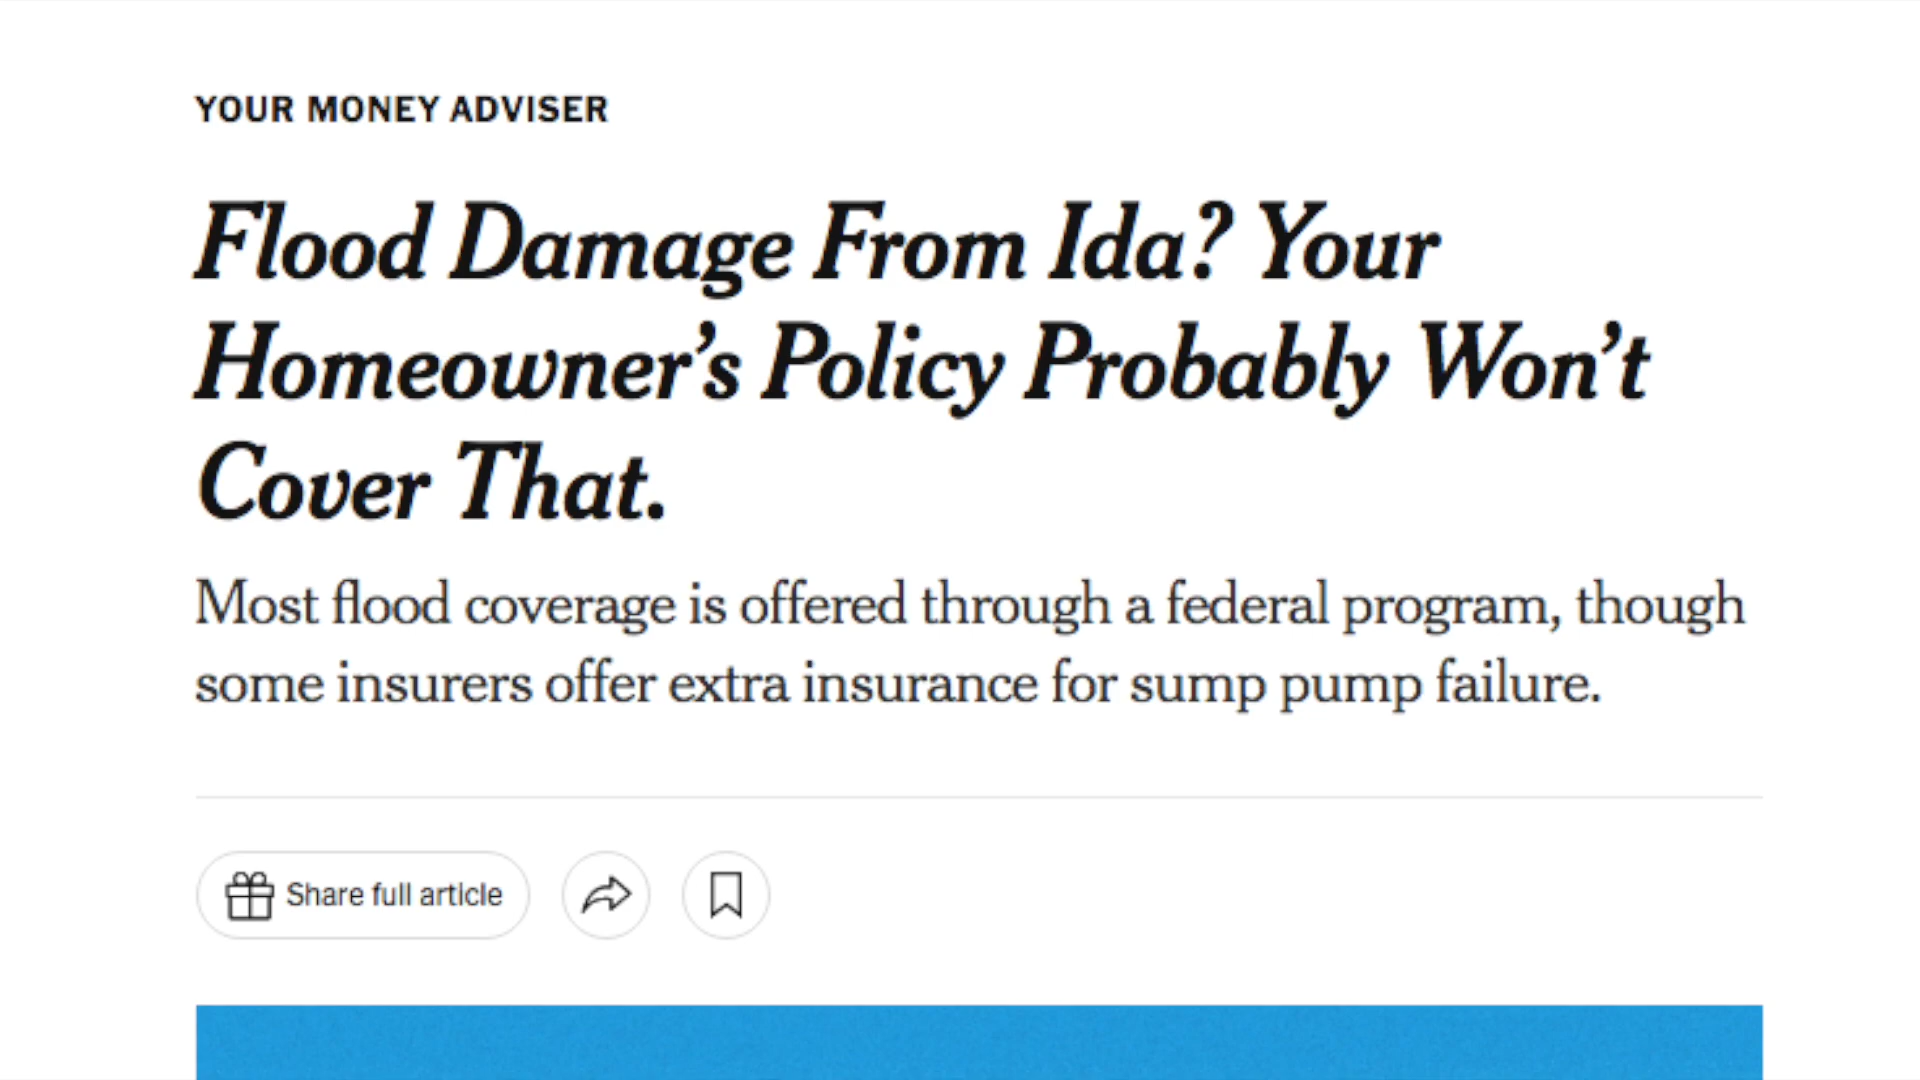 YOUR MONEY ADVISER
Flood Damage From Ida? Your
Homeowner’s Policy Probably Won’t
Cover That.
Most flood coverage is offered through a federal program, though
some insurers offer extra insurance for sump pump failure.
Share full article